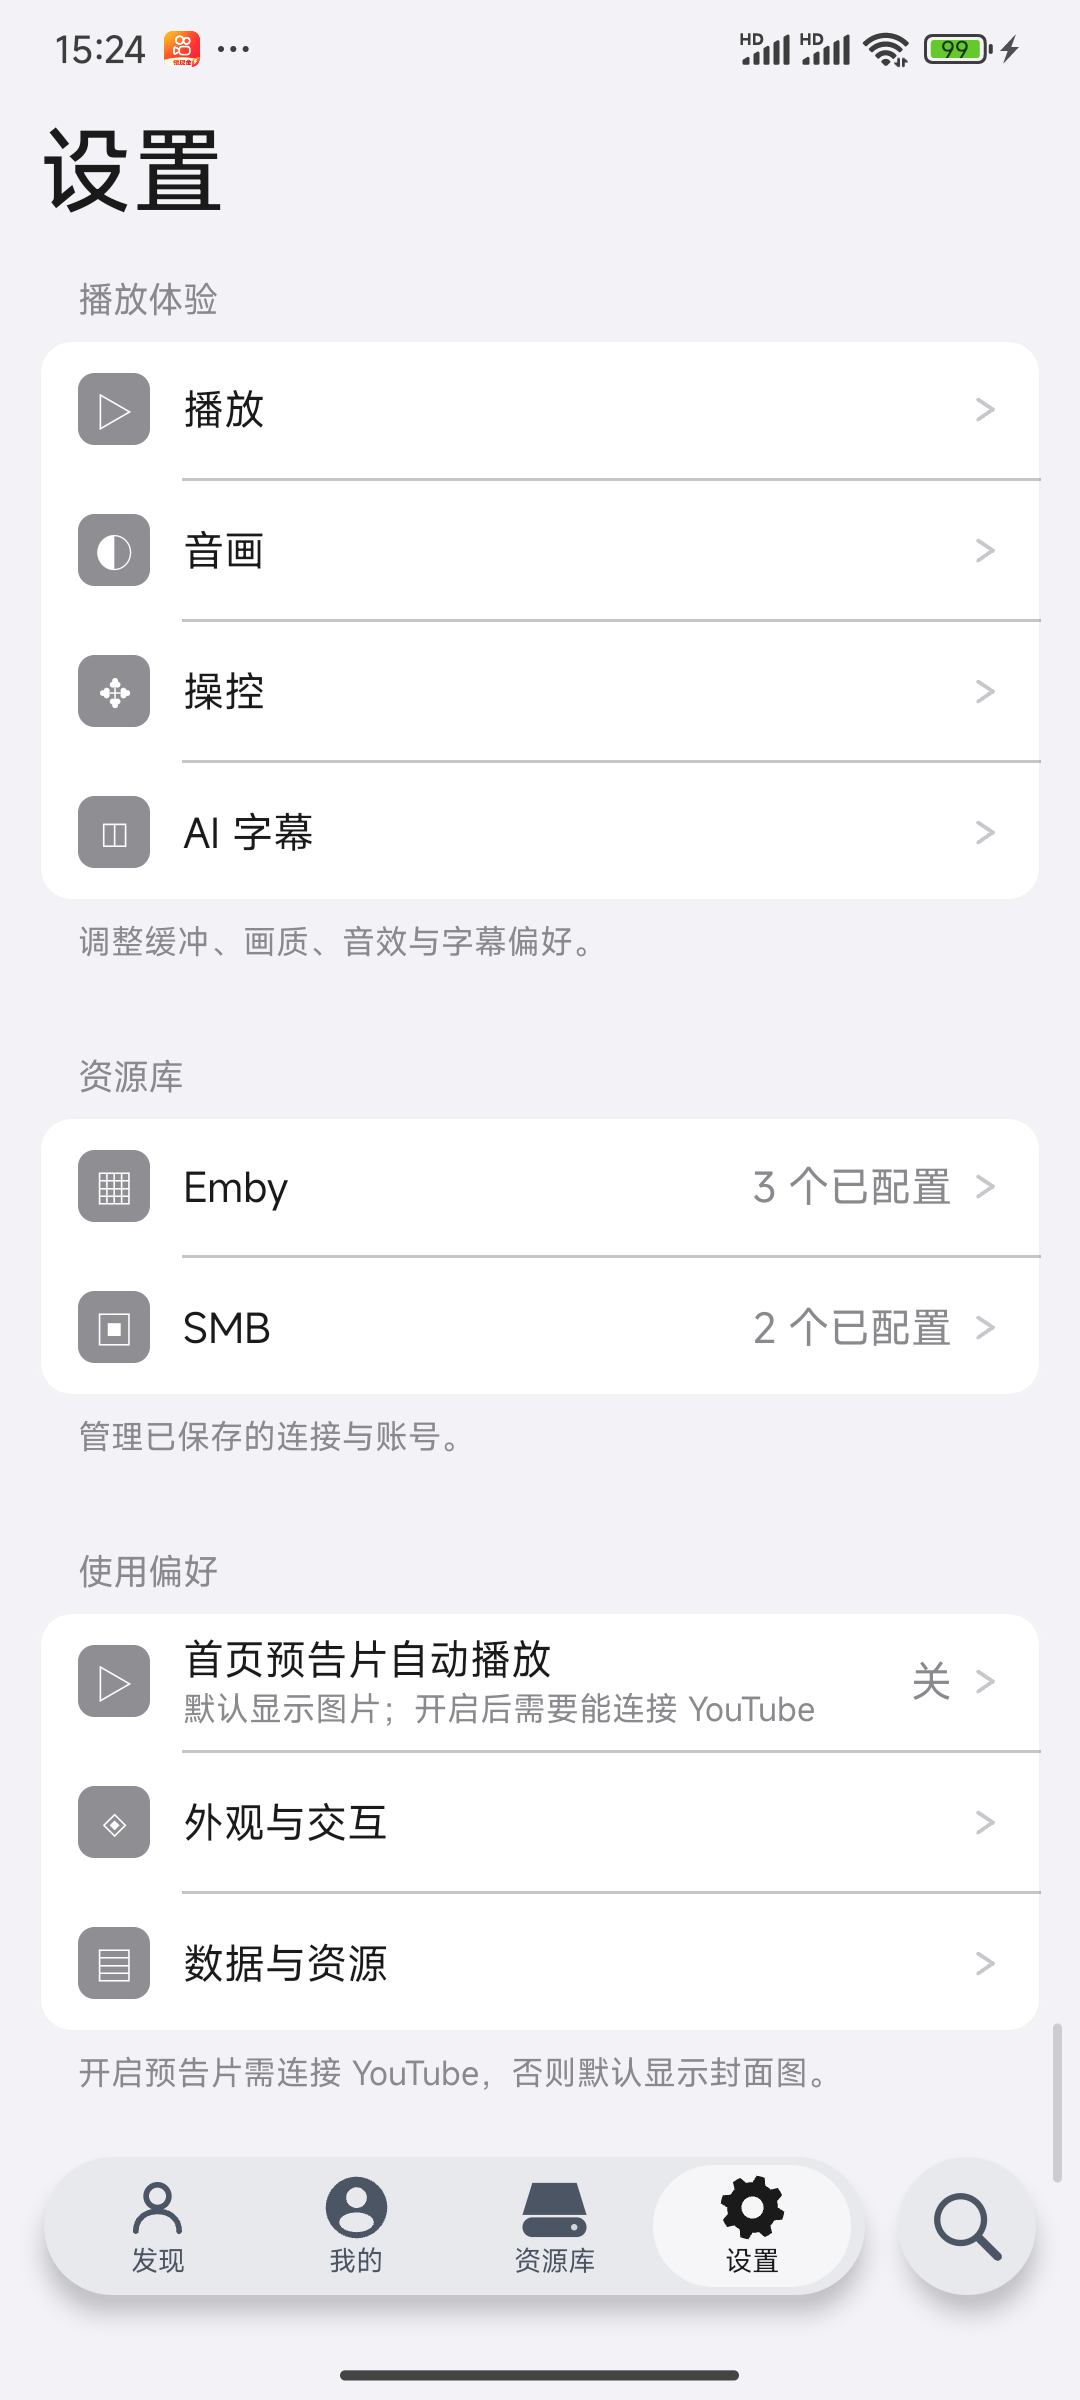 15:24
HD HD 99
设置
播放体验
播放
音画
操控
AI 字幕
调整缓冲、画质、音效与字幕偏好。
资源库
Emby 3 个已配置
SMB 2 个已配置
管理已保存的连接与账号。
使用偏好
首页预告片自动播放 关
默认显示图片；开启后需要能连接 YouTube
外观与交互
数据与资源
开启预告片需连接 YouTube，否则默认显示封面图。
发现 我的 资源库 设置